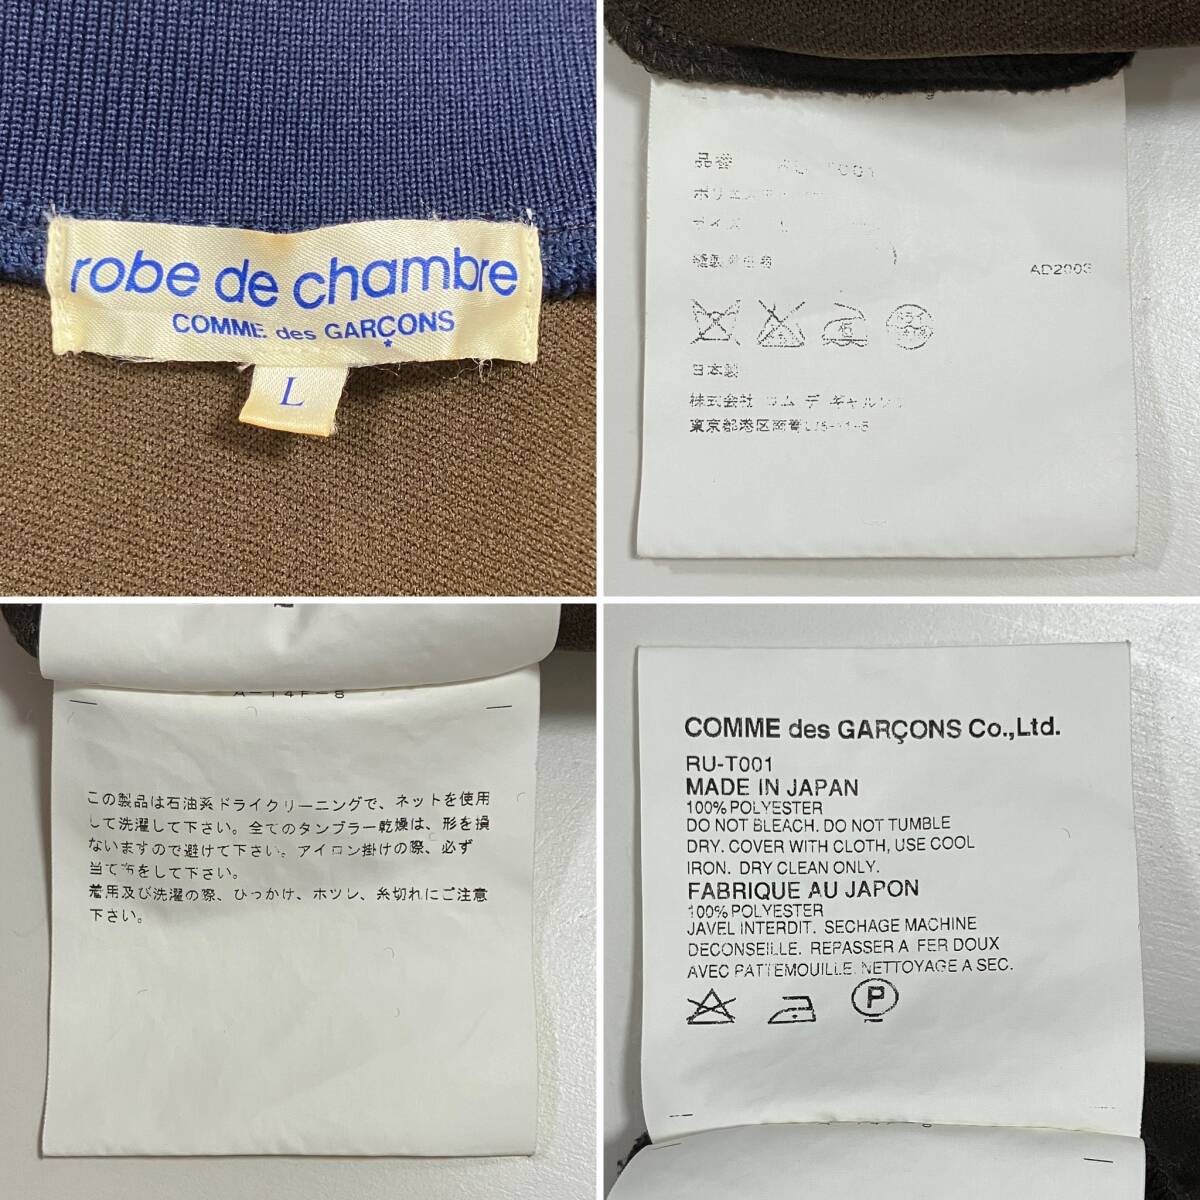 robe de chambre
COMME des GARÇONS
L
品番
AD2003
日本製
株式会社 コム デ ギャルソン
東京都港区南青山5-11-5
A-14F-8
この製品は石油系ドライクリーニングで、ネットを使用
して洗濯して下さい。全てのタンブラー乾燥は、形を損
ないますので避けて下さい。アイロン掛けの際、必ず
当て布をして下さい。
着用及び洗濯の際、ひっかけ、ホツレ、糸切れにご注意
下さい。
COMME des GARÇONS Co.,Ltd.
RU-T001
MADE IN JAPAN
100% POLYESTER
DO NOT BLEACH. DO NOT TUMBLE
DRY. COVER WITH CLOTH, USE COOL
IRON. DRY CLEAN ONLY.
FABRIQUE AU JAPON
100% POLYESTER
JAVEL INTERDIT. SECHAGE MACHINE
DECONSEILLE. REPASSER A FER DOUX
AVEC PATTEMOUILLE. NETTOYAGE A SEC.
P